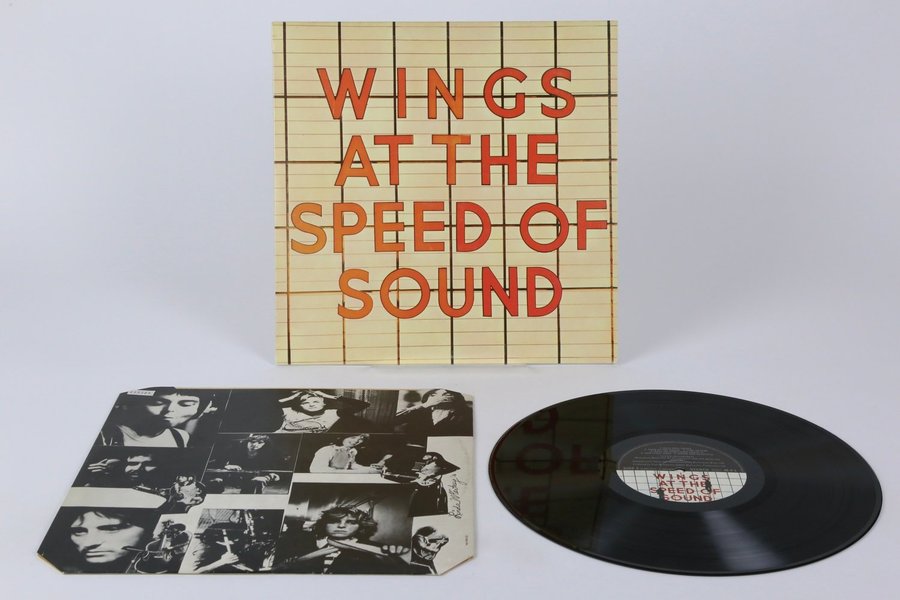 WINGS
AT THE
SPEED OF
SOUND
WINGS
AT THE
SPEED OF
SOUND